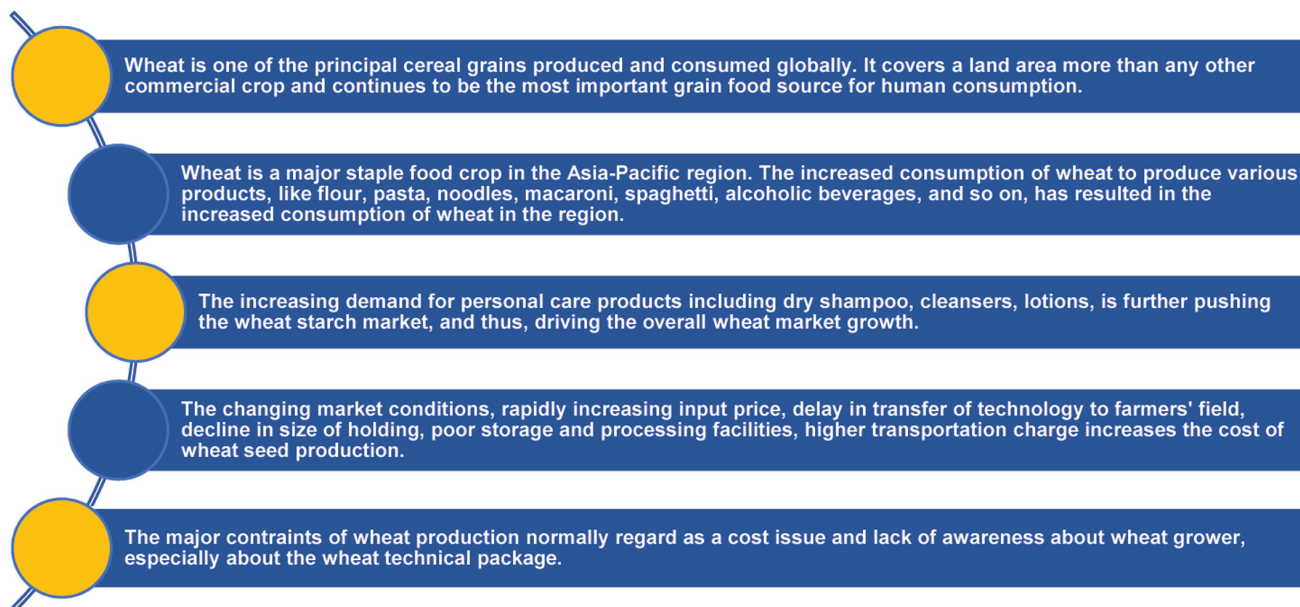 Wheat is one of the principal cereal grains produced and consumed globally. It covers a land area more than any other
commercial crop and continues to be the most important grain food source for human consumption.
Wheat is a major staple food crop in the Asia-Pacific region. The increased consumption of wheat to produce various
products, like flour, pasta, noodles, macaroni, spaghetti, alcoholic beverages, and so on, has resulted in the
increased consumption of wheat in the region.
The increasing demand for personal care products including dry shampoo, cleansers, lotions, is further pushing
the wheat starch market, and thus, driving the overall wheat market growth.
The changing market conditions, rapidly increasing input price, delay in transfer of technology to farmers' field,
decline in size of holding, poor storage and processing facilities, higher transportation charge increases the cost of
wheat seed production.
The major contraints of wheat production normally regard as a cost issue and lack of awareness about wheat grower,
especially about the wheat technical package.